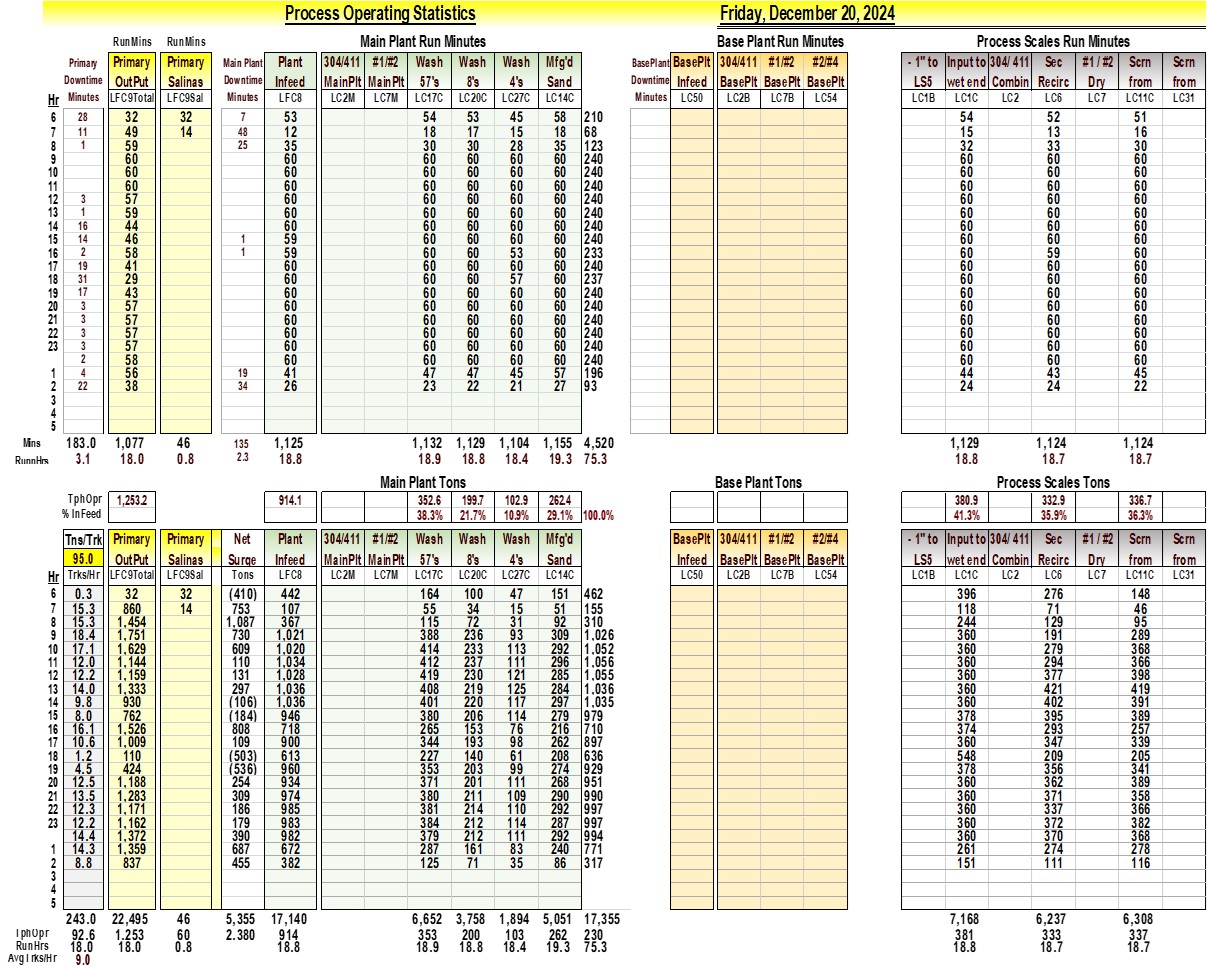 Process Operating Statistics Friday, December 20, 2024
RunMins RunMins Main Plant Run Minutes Base Plant Run Minutes Process Scales Run Minutes
Primary Primary Primary Main Plant Plant 304/411 #1/#2 Wash Wash Wash Mfg'd BasePlant BasePlt 304/411 #1/#2 #2/#4 - 1" to Input to 304/ 411 Sec #1 / #2 Scrn Scrn
Downtime OutPut Salinas Downtime Infeed MainPlt MainPlt 57's 8's 4's Sand Downtime Infeed BasePlt BasePlt BasePlt LS5 wet end Combin Recirc Dry from from
Hr Minutes LFC9Total LFC9Sal Minutes LFC8 LC2M LC7M LC17C LC20C LC27C LC14C Minutes LC50 LC2B LC7B LC54 LC1B LC1C LC2 LC6 LC7 LC11C LC31
6 28 32 32 7 53 54 53 45 58 210 54 52 51
7 11 49 14 48 12 18 17 15 18 68 15 13 16
8 1 59 25 35 30 30 28 35 123 32 33 30
9 60 60 60 60 60 60 240 60 60 60
10 60 60 60 60 60 60 240 60 60 60
11 60 60 60 60 60 60 240 60 60 60
12 3 57 60 60 60 60 60 240 60 60 60
13 1 59 60 60 60 60 60 240 60 60 60
14 16 44 60 60 60 60 60 240 60 60 60
15 14 46 1 59 60 60 60 60 240 60 60 60
16 2 58 1 59 60 60 53 60 233 60 59 60
17 19 41 60 60 60 60 60 240 60 60 60
18 31 29 60 60 60 57 60 237 60 60 60
19 17 43 60 60 60 60 60 240 60 60 60
20 3 57 60 60 60 60 60 240 60 60 60
21 3 57 60 60 60 60 60 240 60 60 60
22 3 57 60 60 60 60 60 240 60 60 60
23 3 57 60 60 60 60 60 240 60 60 60
2 58 60 60 60 60 60 240 60 60 60
1 4 56 19 41 47 47 45 57 196 44 43 45
2 22 38 34 26 23 22 21 27 93 24 24 22
3
4
5
Mins 183.0 1,077 46 135 1,125 1,132 1,129 1,104 1,155 4,520 1,129 1,124 1,124
RunnHrs 3.1 18.0 0.8 2.3 18.8 18.9 18.8 18.4 19.3 75.3 18.8 18.7 18.7
Main Plant Tons Base Plant Tons Process Scales Tons
TphOpr 1,253.2 914.1 352.6 199.7 102.9 262.4 380.9 332.9 336.7
% InFeed 38.3% 21.7% 10.9% 29.1% 100.0% 41.3% 35.9% 36.3%
Tns/Trk Primary Primary Net Plant 304/411 #1/#2 Wash Wash Wash Mfg'd BasePlt 304/411 #1/#2 #2/#4 - 1" to Input to 304/ 411 Sec #1 / #2 Scrn Scrn
95.0 OutPut Salinas Surge Infeed MainPlt MainPlt 57's 8's 4's Sand Infeed BasePlt BasePlt BasePlt LS5 wet end Combin Recirc Dry from from
Hr Trks/Hr LFC9Total LFC9Sal Tons LFC8 LC2M LC7M LC17C LC20C LC27C LC14C LC50 LC2B LC7B LC54 LC1B LC1C LC2 LC6 LC7 LC11C LC31
6 0.3 32 32 (410) 442 164 100 47 151 462 396 276 148
7 15.3 860 14 753 107 55 34 15 51 155 118 71 46
8 15.3 1,454 1,087 367 115 72 31 92 310 244 129 95
9 18.4 1,751 730 1,021 388 236 93 309 1,026 360 191 289
10 17.1 1,629 609 1,020 414 233 113 292 1,052 360 279 368
11 12.0 1,144 110 1,034 412 237 111 296 1,056 360 294 366
12 12.2 1,159 131 1,028 419 230 121 285 1,055 360 377 398
13 14.0 1,333 297 1,036 408 219 125 284 1,036 360 421 419
14 9.8 930 (106) 1,036 401 220 117 297 1,035 360 402 391
15 8.0 762 (184) 946 380 206 114 279 979 378 395 389
16 16.1 1,526 808 718 265 153 76 216 710 374 293 257
17 10.6 1,009 109 900 344 193 98 262 897 360 347 339
18 1.2 110 (503) 613 227 140 61 208 636 548 209 205
19 4.5 424 (536) 960 353 203 99 274 929 378 356 341
20 12.5 1,188 254 934 371 201 111 268 951 360 362 389
21 13.5 1,283 309 974 380 211 109 290 990 360 371 358
22 12.3 1,171 186 985 381 214 110 292 997 360 337 366
23 12.2 1,162 179 983 384 212 114 287 997 360 372 382
14.4 1,372 390 982 379 212 111 292 994 360 370 368
1 14.3 1,359 687 672 287 161 83 240 771 261 274 278
2 8.8 837 455 382 125 71 35 86 317 151 111 116
3
4
5
243.0 22,495 46 5,355 17,140 6,652 3,758 1,894 5,051 17,355 7,168 6,237 6,308
TphOpr 92.6 1,253 60 2.380 914 353 200 103 262 230 381 333 337
RunHrs 18.0 18.0 0.8 18.8 18.9 18.8 18.4 19.3 75.3 18.8 18.7 18.7
AvgTrks/Hr 9.0